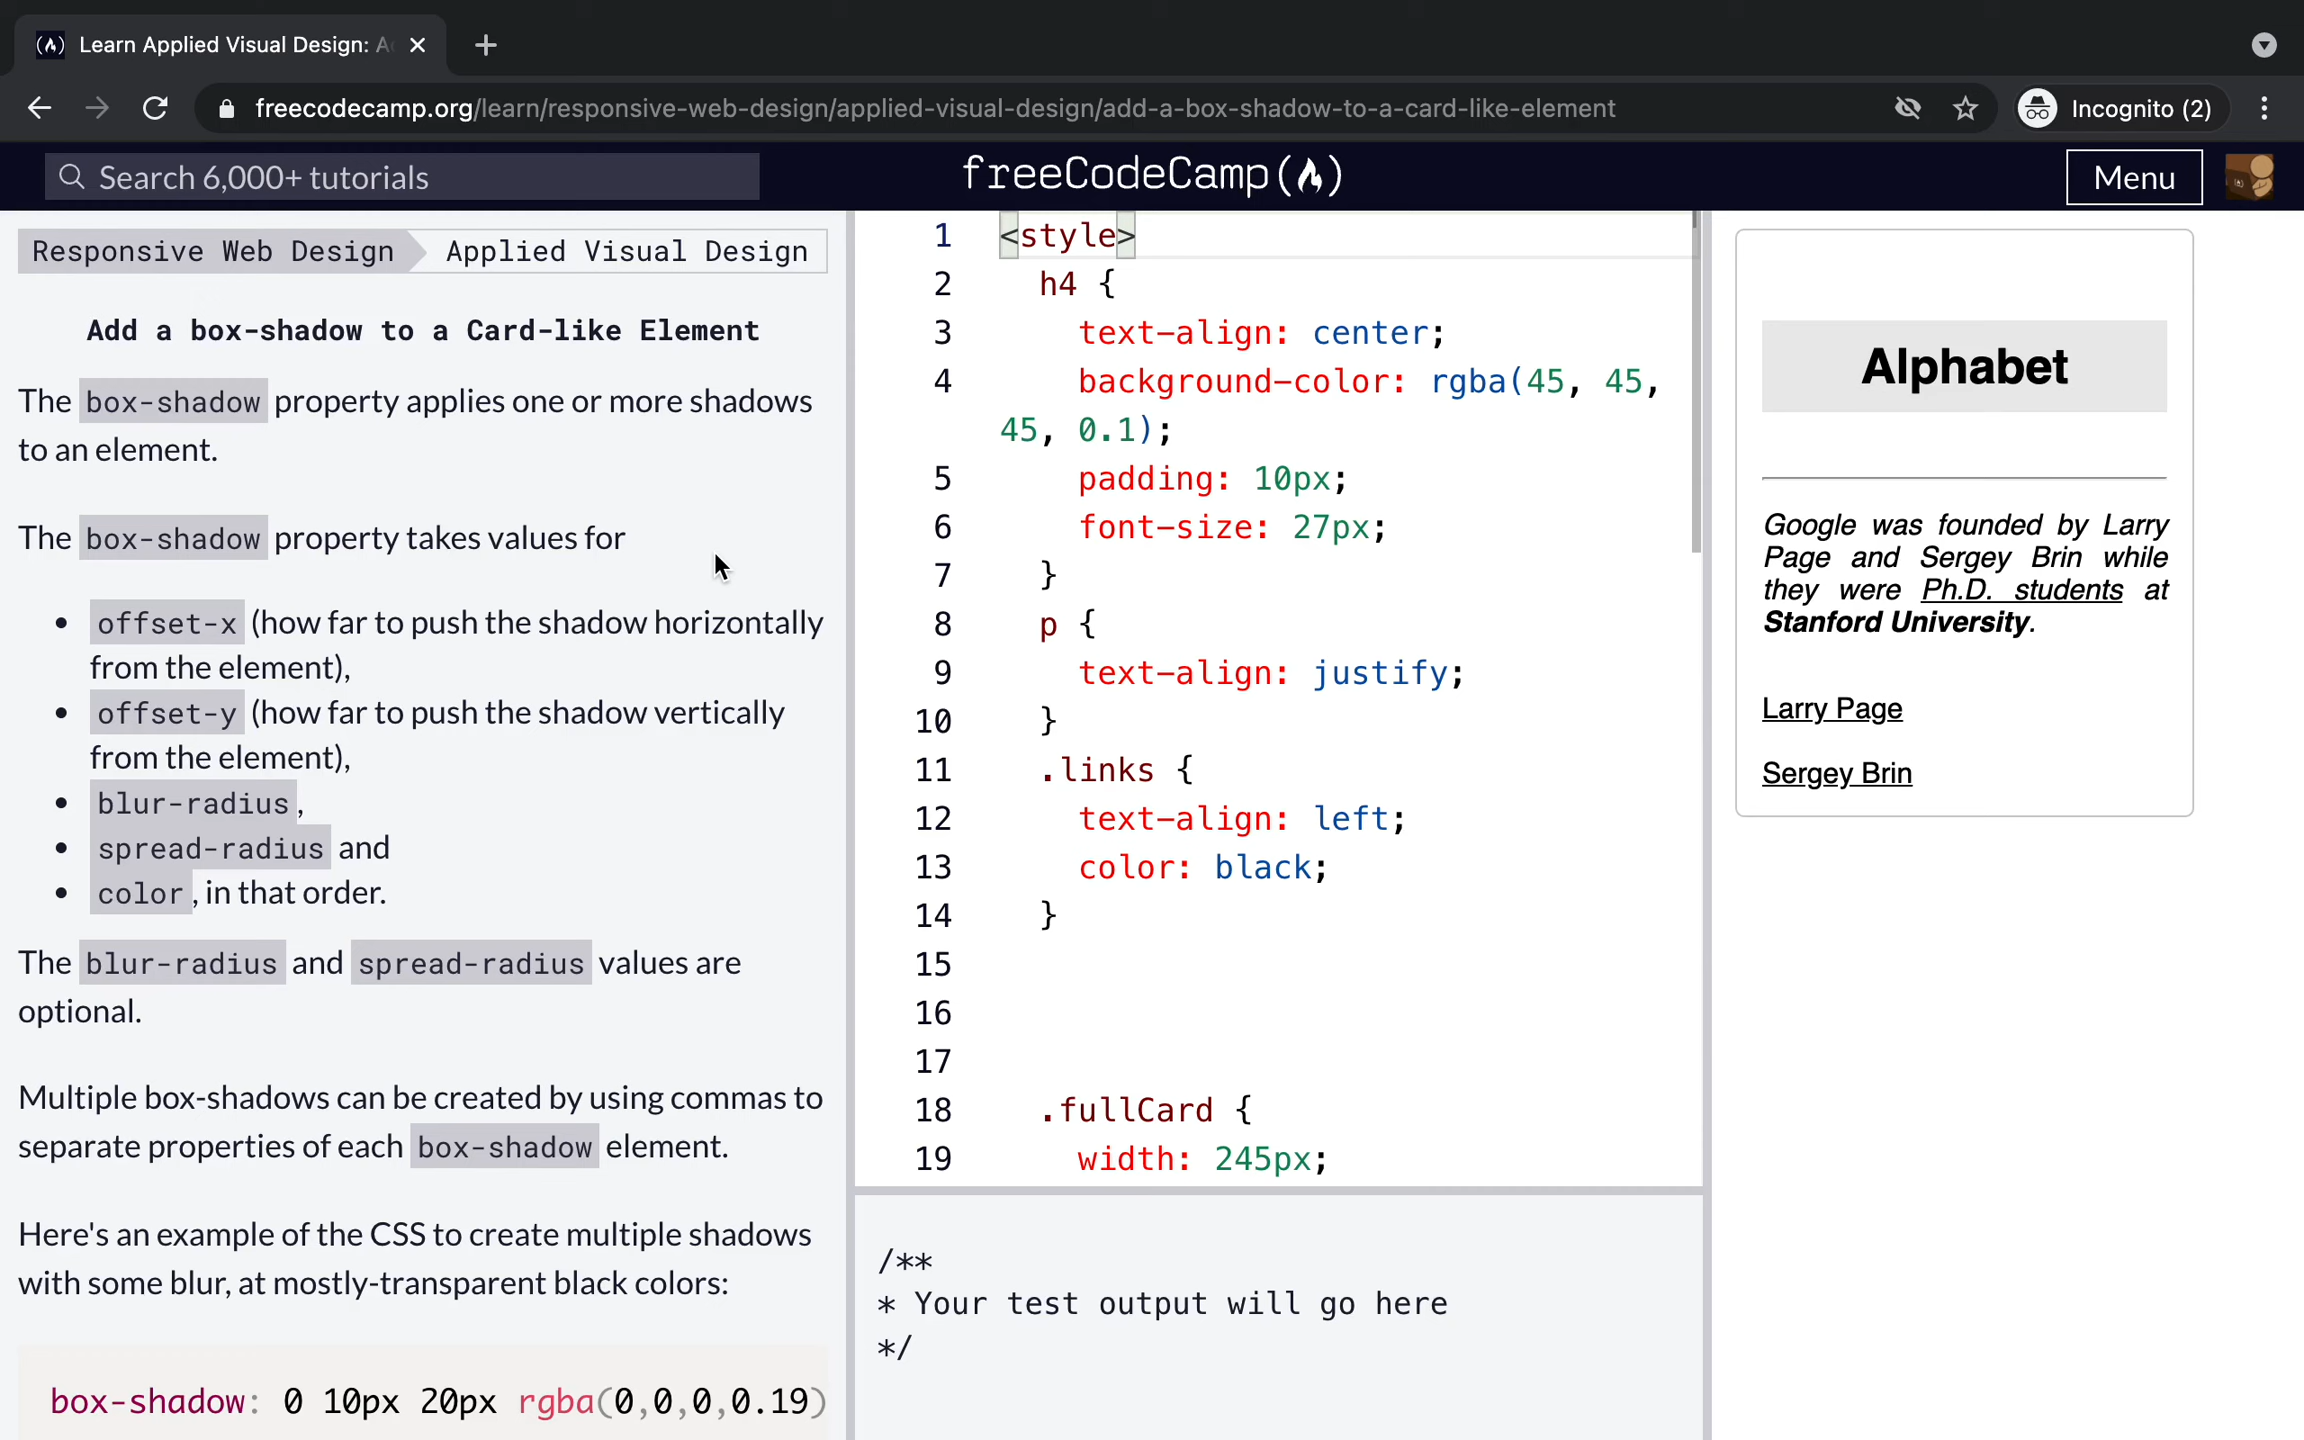 Learn Applied Visual Design:
freecodecamp.org/learn/responsive-web-design/applied-visual-design/add-a-box-shadow-to-a-card-like-element
Incognito (2)
Search 6,000+ tutorials
freeCodeCamp
Menu
Responsive Web Design
Applied Visual Design
Add a box-shadow to a Card-like Element
The box-shadow property applies one or more shadows
to an element.
The box-shadow property takes values for
• offset-x (how far to push the shadow horizontally
from the element),
• offset-y (how far to push the shadow vertically
from the element),
• blur-radius,
• spread-radius and
• color, in that order.
The blur-radius and spread-radius values are
optional.
Multiple box-shadows can be created by using commas to
separate properties of each box-shadow element.
Here's an example of the CSS to create multiple shadows
with some blur, at mostly-transparent black colors:
box-shadow: 0 10px 20px rgba(0,0,0,0.19)
1 <style>
2 h4 {
3 text-align: center;
4 background-color: rgba(45, 45,
45, 0.1);
5 padding: 10px;
6 font-size: 27px;
7 }
8 p {
9 text-align: justify;
10 }
11 .links {
12 text-align: left;
13 color: black;
14 }
15
16
17
18 .fullCard {
19 width: 245px;
/**
* Your test output will go here
*/
Alphabet
Google was founded by Larry
Page and Sergey Brin while
they were Ph.D. students at
Stanford University.
Larry Page
Sergey Brin